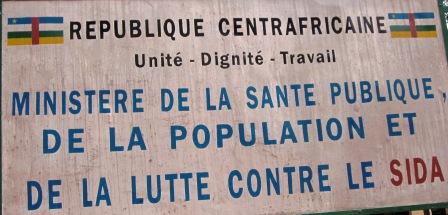 REPUBLIQUE CENTRAFRICAINE
Unité - Dignité - Travail
MINISTERE DE LA SANTE PUBLIQUE,
DE LA POPULATION ET
DE LA LUTTE CONTRE LE SIDA